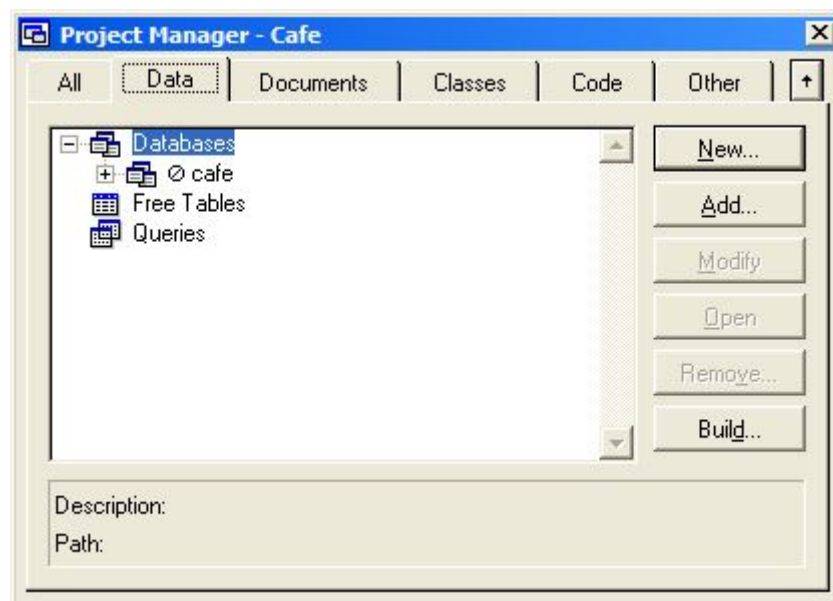 Project Manager - Cafe
All Data Documents Classes Code Other
Databases
cafe
Free Tables
Queries
New...
Add...
Modify
Open
Remove...
Build...
Description:
Path: